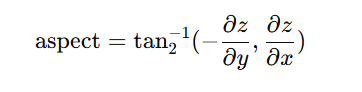 aspect = tan₂⁻¹(−∂z/∂y, ∂z/∂x)